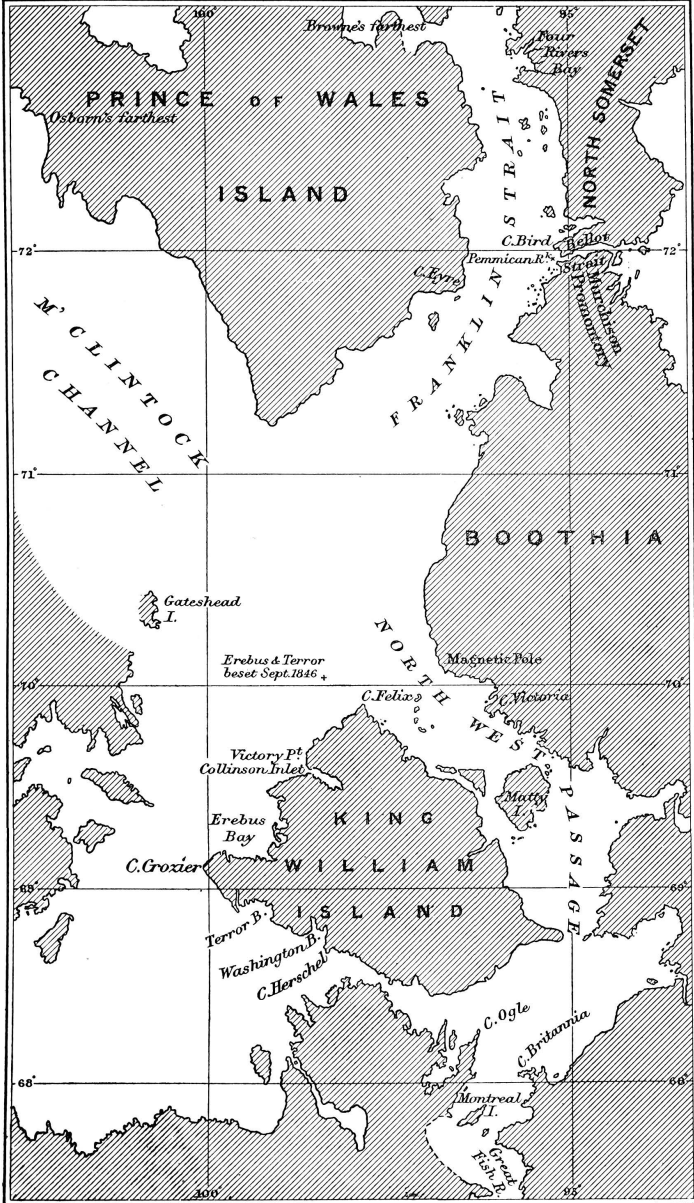 100°
95°
Browne's farthest
Four
Rivers
Bay
PRINCE OF WALES
ISLAND
Osborn's farthest
NORTH SOMERSET
FRANKLIN STRAIT
C. Bird
Bellot
Strait
72°
72°
Pemmican Rk.
C. Eyre
Murchison
Promontory
M'CLINTOCK
CHANNEL
71°
71°
BOOTHIA
Gateshead
I.
NORTH WEST PASSAGE
Magnetic Pole
Erebus & Terror
beset Sept. 1846
70°
70°
C. Felix
C. Victoria
Victory Pt.
Collinson Inlet
Matty
I.
Erebus
Bay
KING
WILLIAM
ISLAND
C. Crozier
69°
69°
Terror B.
Washington B.
C. Herschel
C. Ogle
C. Britannia
68°
68°
Montreal
I.
Great
Fish R.
100°
95°